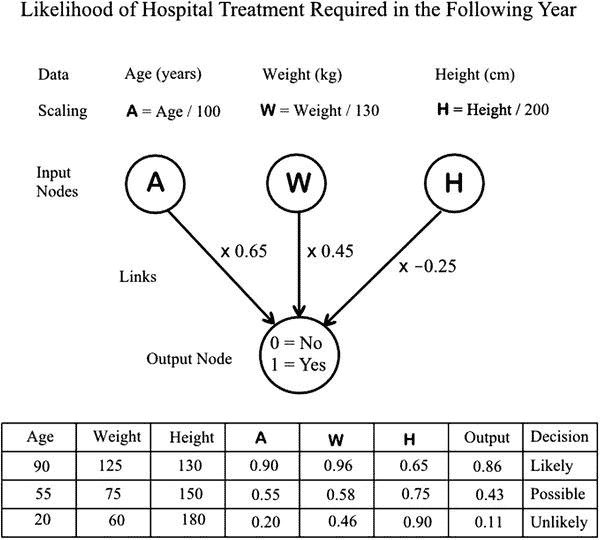 Likelihood of Hospital Treatment Required in the Following Year
Data Age (years) Weight (kg) Height (cm)
Scaling A = Age / 100 W = Weight / 130 H = Height / 200
Input
Nodes
A W H
x 0.65 x 0.45 x -0.25
Links
Output Node
0 = No
1 = Yes
Age Weight Height A W H Output Decision
90 125 130 0.90 0.96 0.65 0.86 Likely
55 75 150 0.55 0.58 0.75 0.43 Possible
20 60 180 0.20 0.46 0.90 0.11 Unlikely